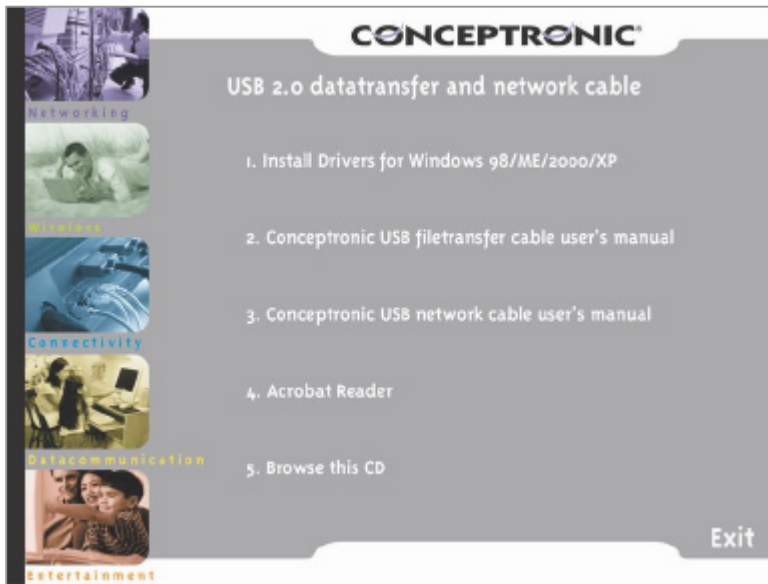 CONCEPTRONIC®
USB 2.0 datatransfer and network cable
1. Install Drivers for Windows 98/ME/2000/XP
2. Conceptronic USB filetransfer cable user's manual
3. Conceptronic USB network cable user's manual
4. Acrobat Reader
5. Browse this CD
Exit
Networking
Wireless
Connectivity
Datacommunication
Entertainment